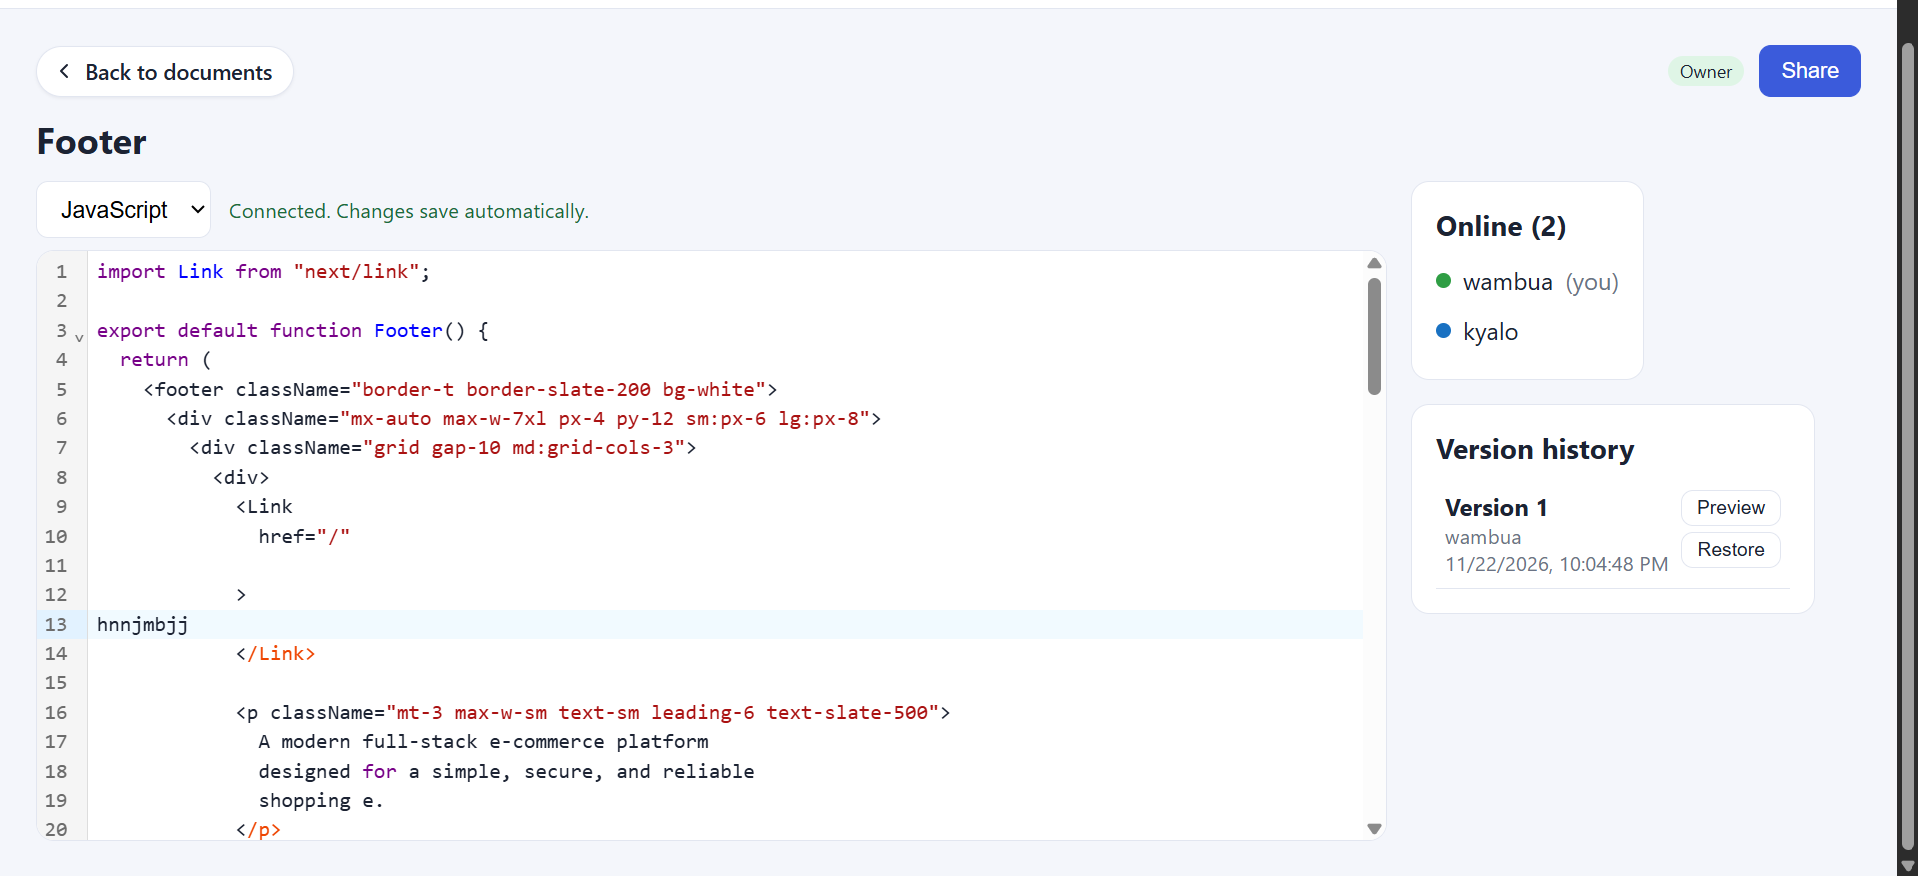 Back to documents
Owner
Share
Footer
JavaScript
Connected. Changes save automatically.
1 import Link from "next/link";
2
3 export default function Footer() {
4   return (
5     <footer className="border-t border-slate-200 bg-white">
6       <div className="mx-auto max-w-7xl px-4 py-12 sm:px-6 lg:px-8">
7         <div className="grid gap-10 md:grid-cols-3">
8           <div>
9             <Link
10               href="/"
11
12             >
13 hnnjmbjj
14             </Link>
15
16             <p className="mt-3 max-w-sm text-sm leading-6 text-slate-500">
17               A modern full-stack e-commerce platform
18               designed for a simple, secure, and reliable
19               shopping e.
20             </p>
Online (2)
wambua (you)
kyalo
Version history
Version 1
wambua
11/22/2026, 10:04:48 PM
Preview
Restore